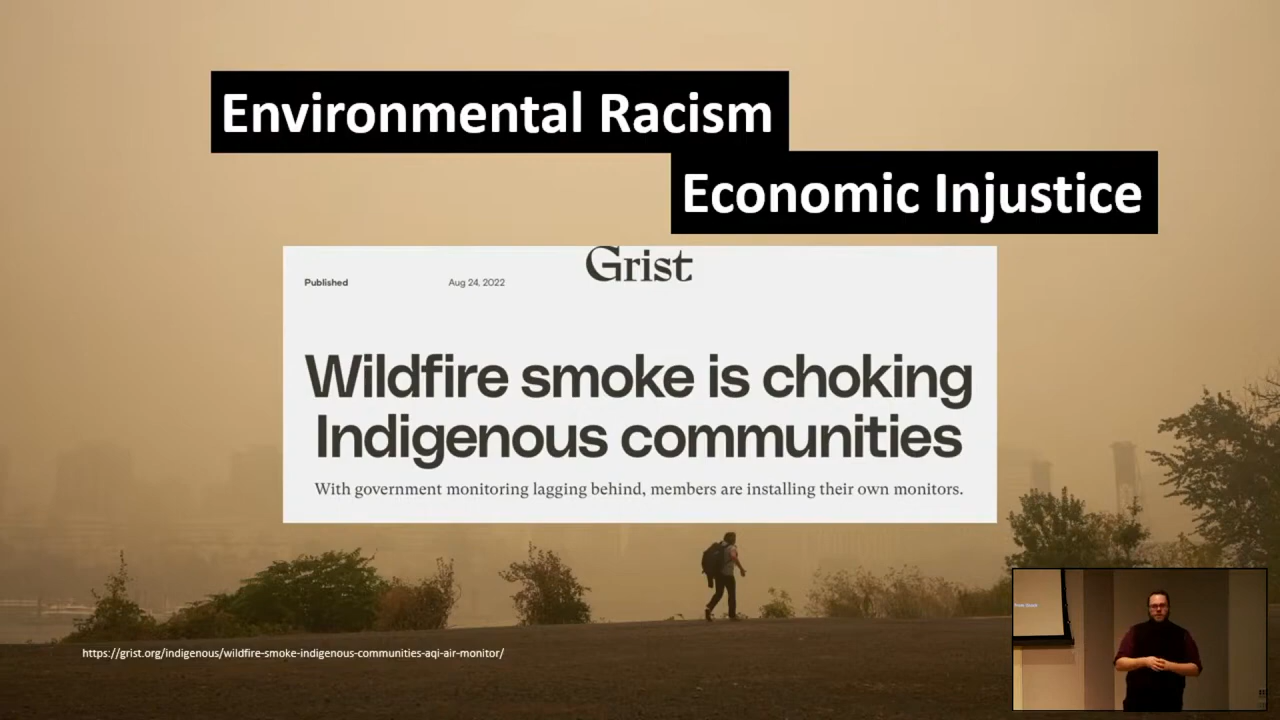 Environmental Racism
Economic Injustice
Grist
Published Aug 24, 2022
Wildfire smoke is choking
Indigenous communities
With government monitoring lagging behind, members are installing their own monitors.
https://grist.org/indigenous/wildfire-smoke-indigenous-communities-aqi-air-monitor/